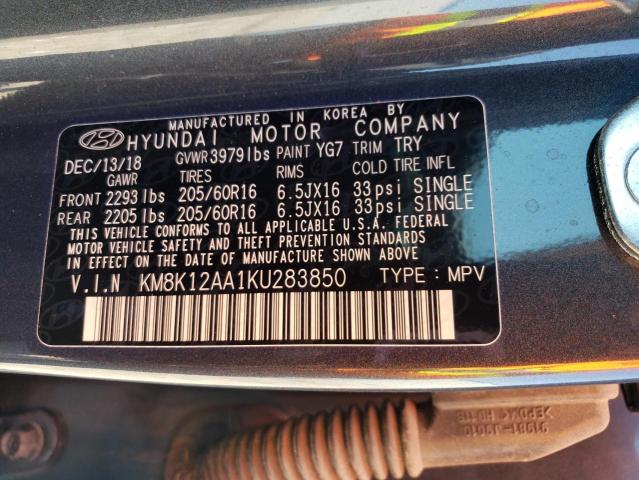 MANUFACTURED IN KOREA BY
HYUNDAI MOTOR COMPANY
DEC/13/18 GVWR 3979lbs PAINT YG7 TRIM TRY
GAWR TIRES RIMS COLD TIRE INFL
FRONT 2293 lbs 205/60R16 6.5JX16 33 psi SINGLE
REAR 2205 lbs 205/60R16 6.5JX16 33 psi SINGLE
THIS VEHICLE CONFORMS TO ALL APPLICABLE U.S.A. FEDERAL
MOTOR VEHICLE SAFETY AND THEFT PREVENTION STANDARDS
IN EFFECT ON THE DATE OF MANUFACTURE SHOWN ABOVE.
V.I.N KM8K12AA1KU283850 TYPE : MPV
>EPDM<